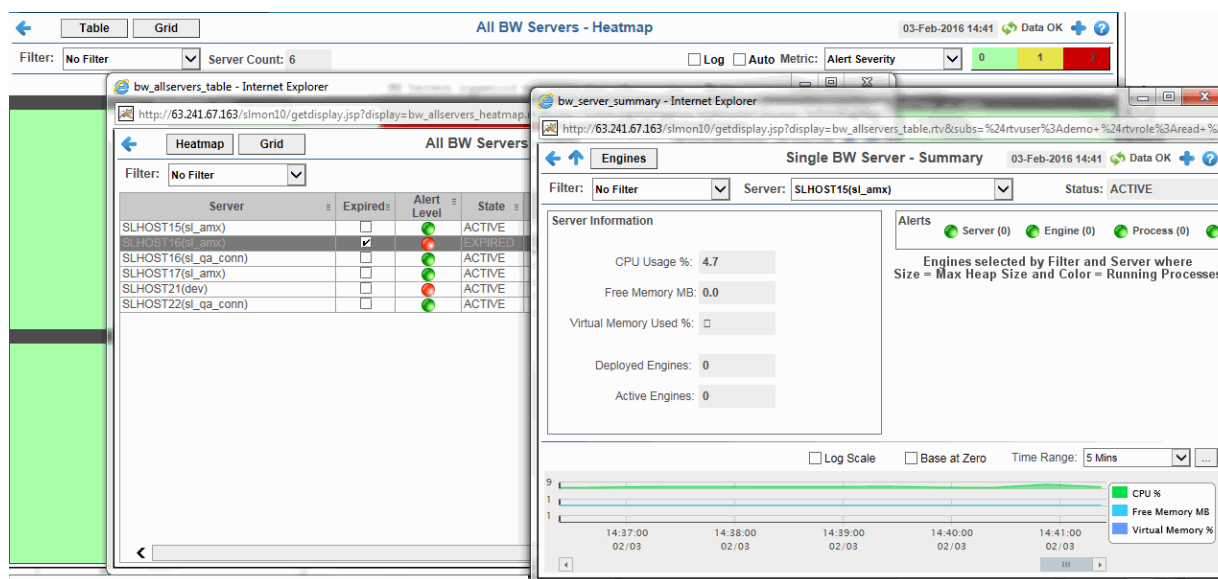 Table Grid All BW Servers - Heatmap 03-Feb-2016 14:41 Data OK
Filter: No Filter Server Count: 6 Log Auto Metric: Alert Severity 0 1 2
bw_allservers_table - Internet Explorer
http://63.241.67.163/slmon10/getdisplay.jsp?display=bw_allservers_heatmap.
Heatmap Grid All BW Servers
Filter: No Filter
Server Expired Alert Level State
SLHOST15(sl_amx) ACTIVE
SLHOST16(sl_amx) EXPIRED
SLHOST16(sl_qa_conn) ACTIVE
SLHOST17(sl_amx) ACTIVE
SLHOST21(dev) ACTIVE
SLHOST22(sl_qa_conn) ACTIVE
bw_server_summary - Internet Explorer
http://63.241.67.163/slmon10/getdisplay.jsp?display=bw_allservers_table.rtv&subs=%24rtvuser%3Ademo+%24rtvrole%3Aread+%
Engines Single BW Server - Summary 03-Feb-2016 14:41 Data OK
Filter: No Filter Server: SLHOST15(sl_amx) Status: ACTIVE
Server Information
CPU Usage %: 4.7
Free Memory MB: 0.0
Virtual Memory Used %:
Deployed Engines: 0
Active Engines: 0
Alerts
Server (0) Engine (0) Process (0)
Engines selected by Filter and Server where
Size = Max Heap Size and Color = Running Processes
Log Scale Base at Zero Time Range: 5 Mins ...
9
1
1
14:37:00 14:38:00 14:39:00 14:40:00 14:41:00
02/03 02/03 02/03 02/03 02/03
CPU %
Free Memory MB
Virtual Memory %